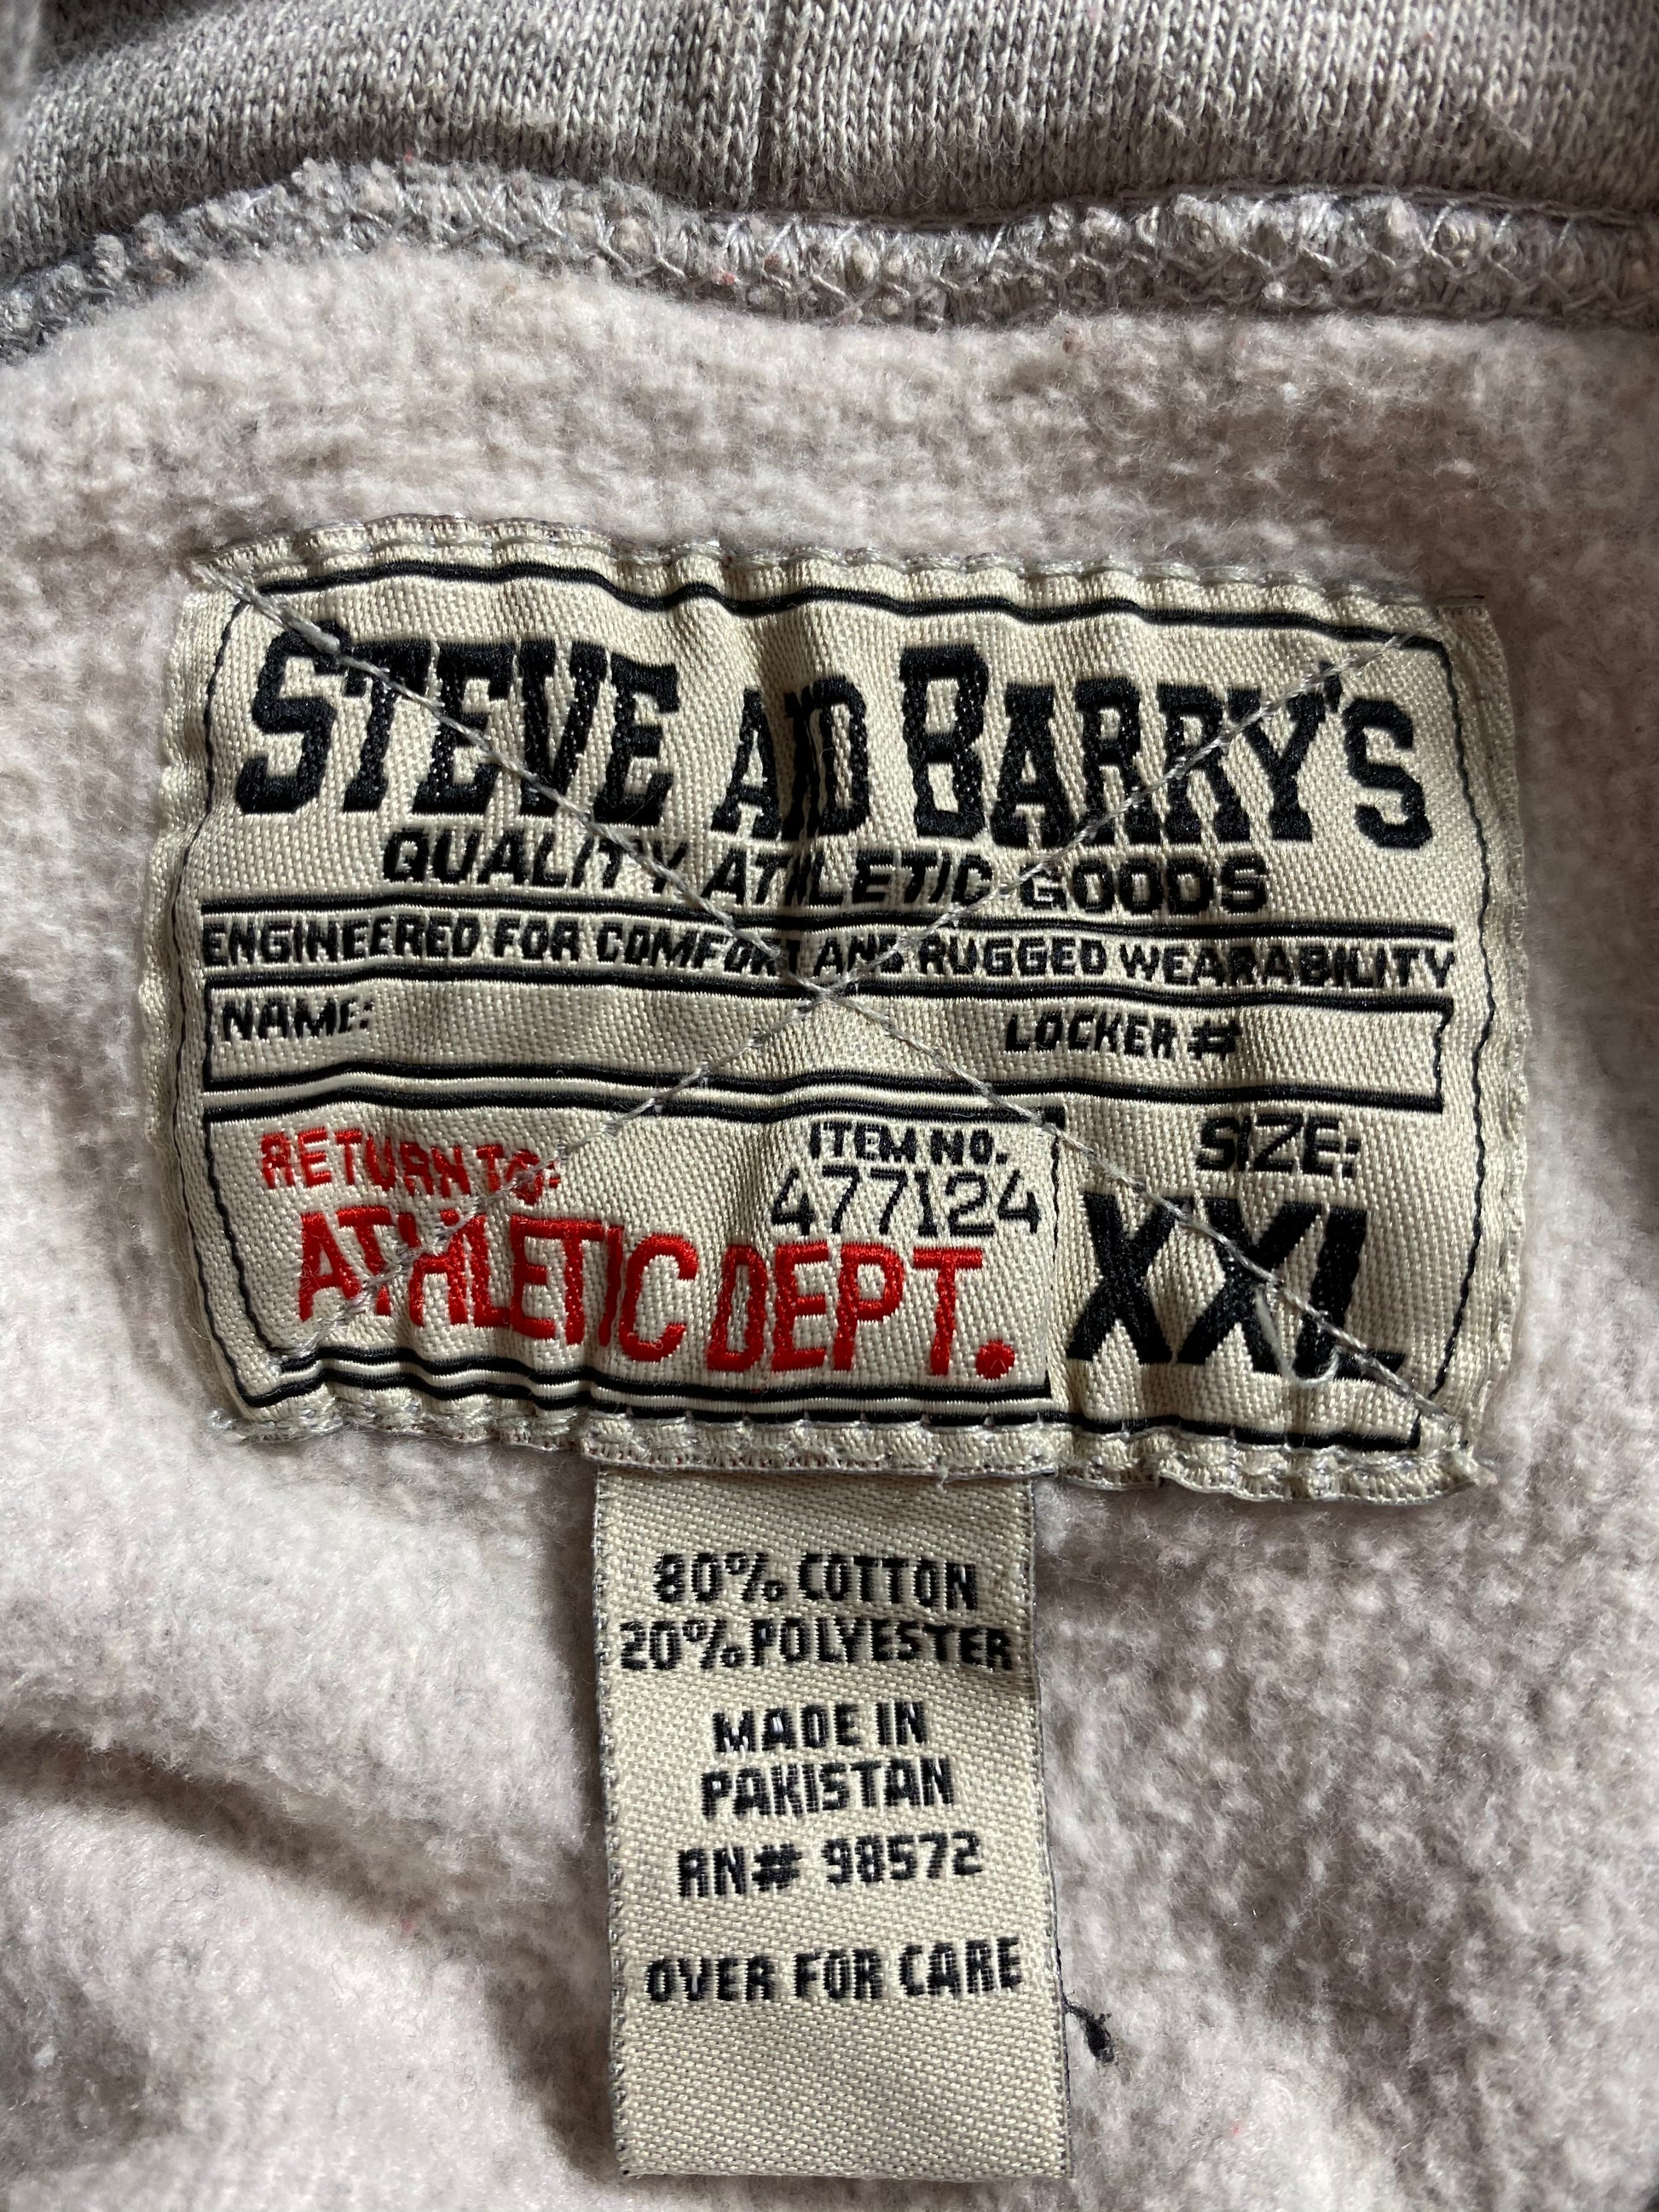 STEVE AND BARRY'S
QUALITY ATHLETIC GOODS
ENGINEERED FOR COMFORT AND RUGGED WEARABILITY
NAME: LOCKER #
RETURN TO:
ATHLETIC DEPT.
ITEM NO.
477124
SIZE:
XXL
80% COTTON
20% POLYESTER
MADE IN
PAKISTAN
RN# 98572
OVER FOR CARE